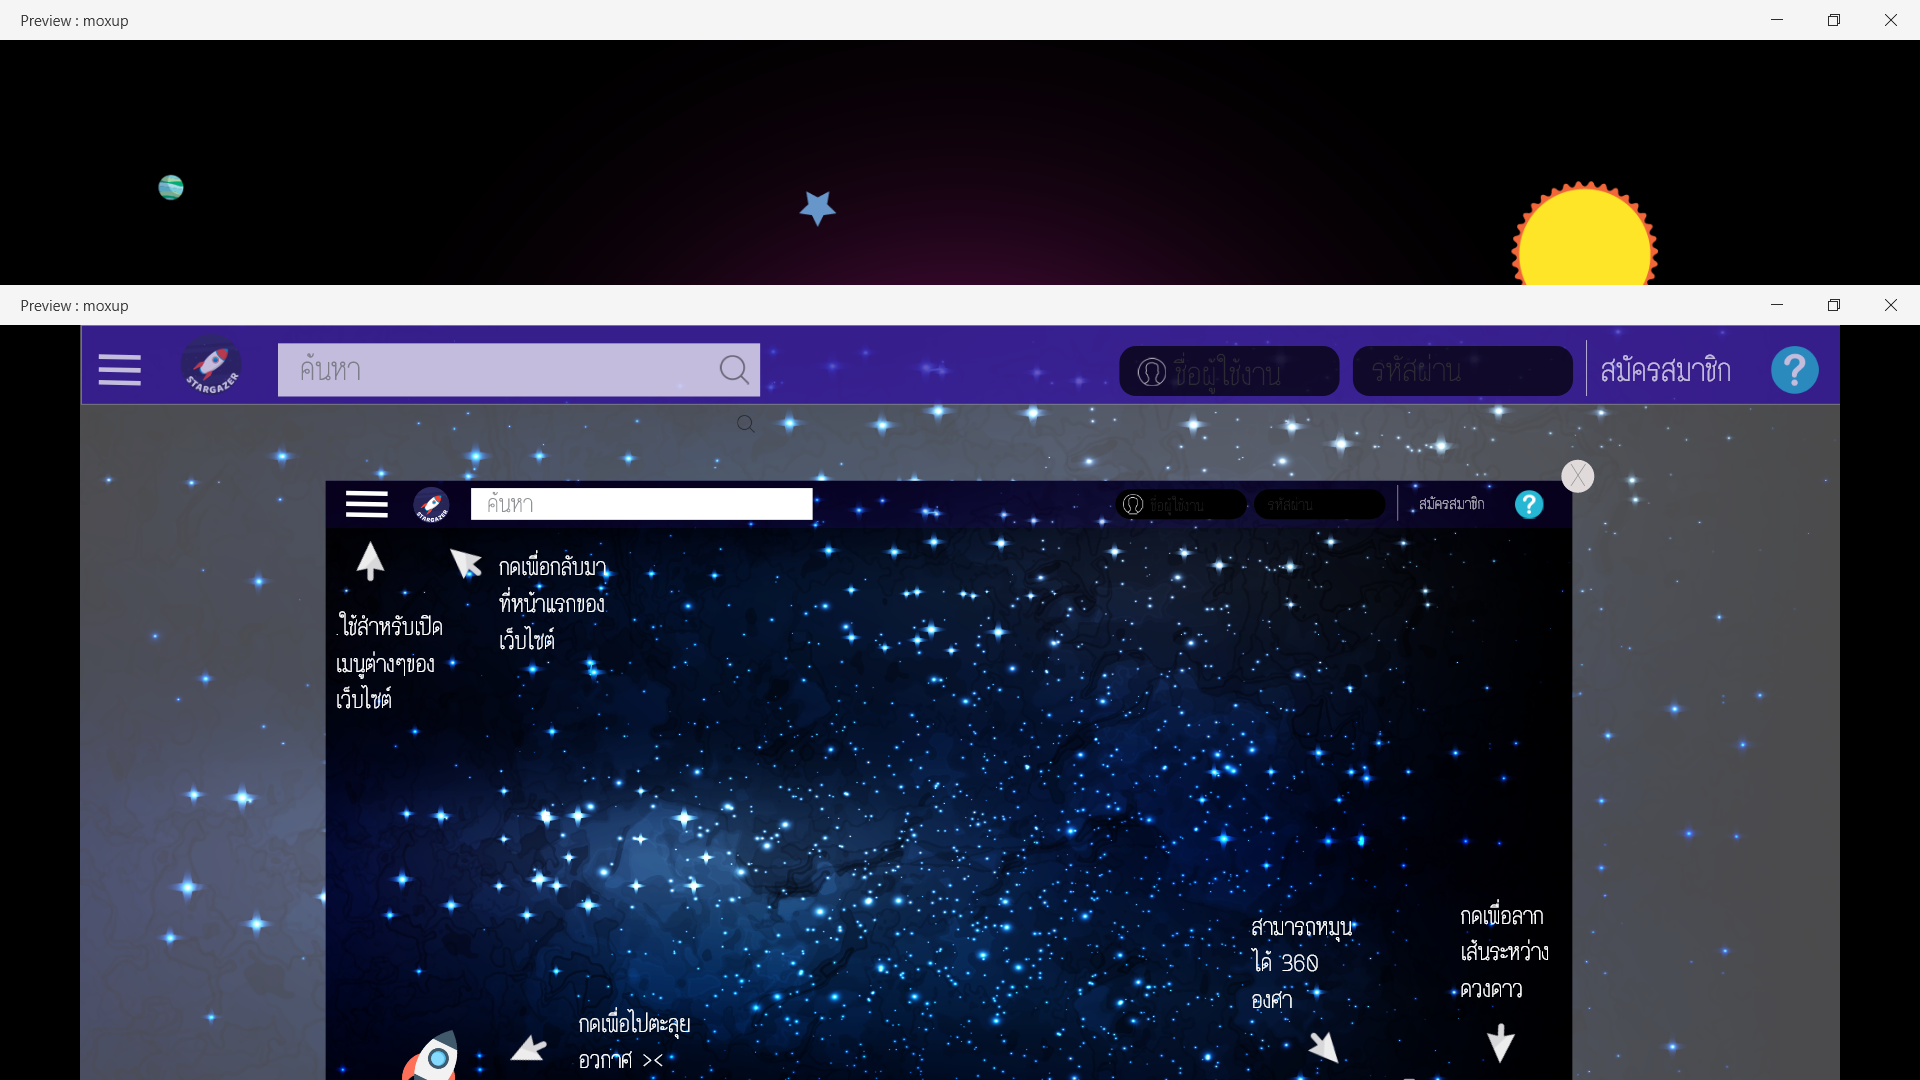 Preview : moxup
Preview : moxup
STARGAZER
ค้นหา
ชื่อผู้ใช้งาน
รหัสผ่าน
สมัครสมาชิก
?
X
STARGAZER
ค้นหา
ชื่อผู้ใช้งาน
รหัสผ่าน
สมัครสมาชิก
?
กดเพื่อกลับมา
ที่หน้าแรกของ
เว็บไซต์
.ใช้สำหรับเปิด
เมนูต่างๆของ
เว็บไซต์
สามารถหมุน
ได้ 360
องศา
กดเพื่อลาก
เส้นระหว่าง
ดวงดาว
กดเพื่อไปตะลุย
อวกาศ ><